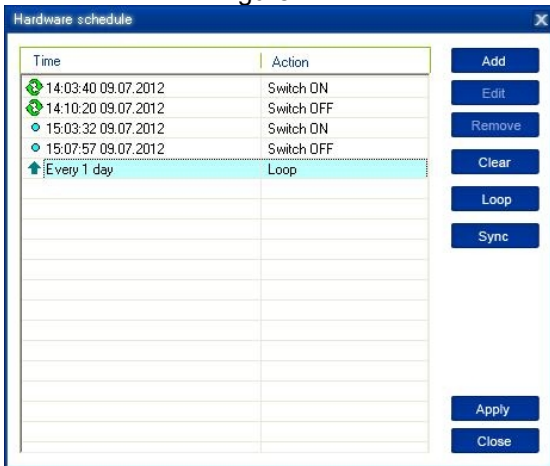 Hardware schedule
Time Action
14:03:40 09.07.2012 Switch ON
14:10:20 09.07.2012 Switch OFF
15:03:32 09.07.2012 Switch ON
15:07:57 09.07.2012 Switch OFF
Every 1 day Loop
Add
Edit
Remove
Clear
Loop
Sync
Apply
Close